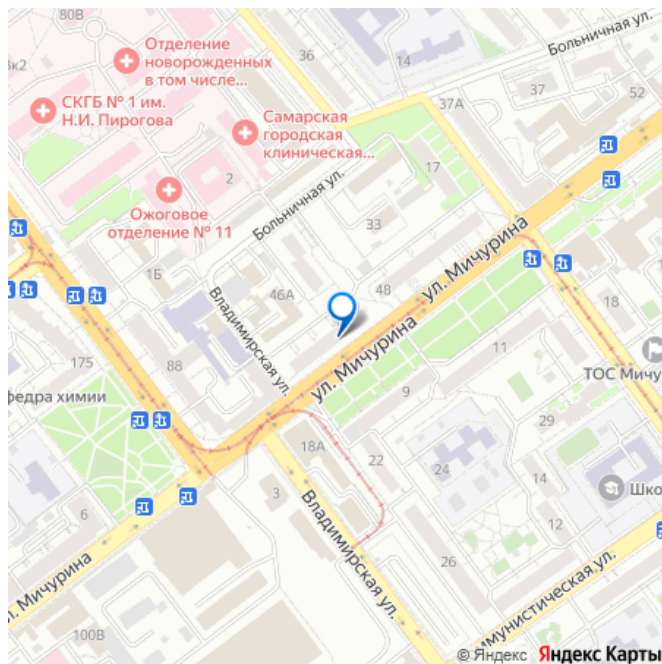 80В
8к2
Отделение
новорожденных
в том числе...
36
14
Больничная ул.
37
52
37А
СКГБ № 1 им.
Н.И. Пирогова
Самарская
городская
клиническая...
17
2
Больничная ул.
33
Ожоговое
отделение № 11
ул. Мичурина
1Б
46А
48
18
Владимирская ул.
ул. Мичурина
11
ТОС Мичу
175
88
9
федра химии
29
18А
22
24
14
Шко
3
6
12
Владимирская ул.
26
л. Мичурина
ммунистическая ул.
100В
© Яндекс Яндекс Карты